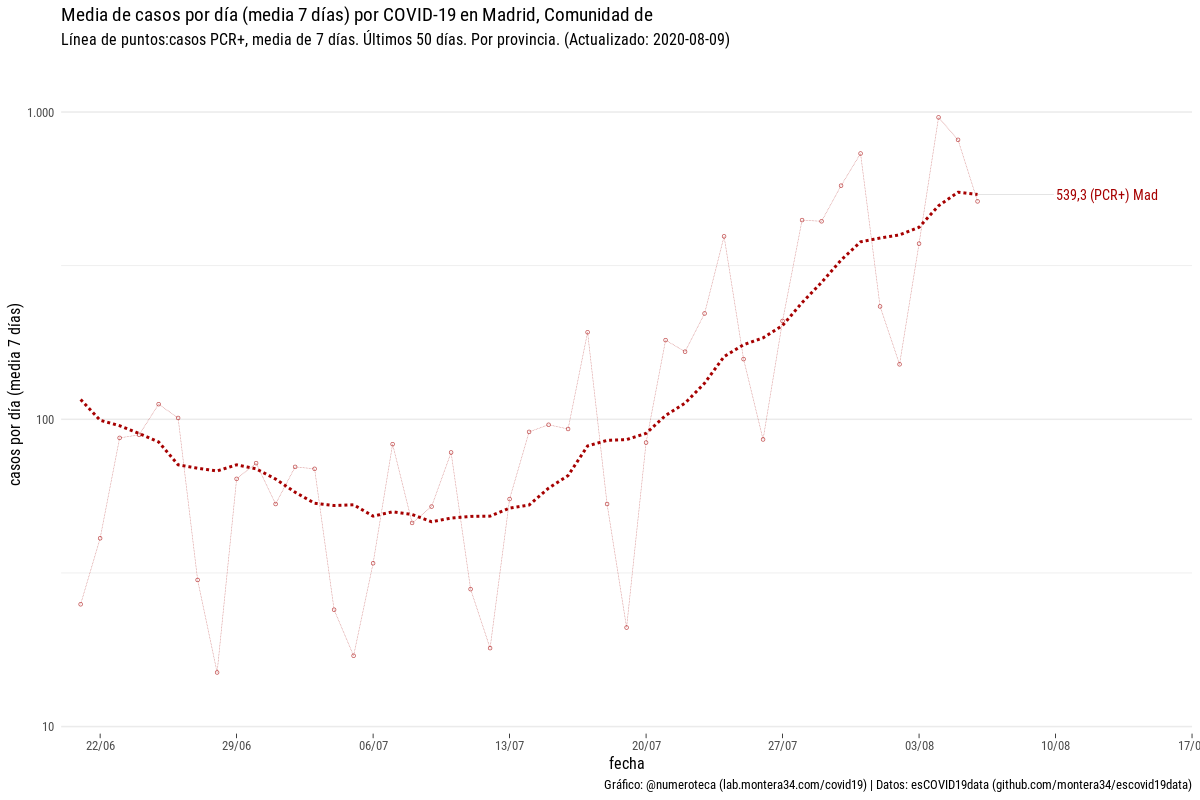 Media de casos por día (media 7 días) por COVID-19 en Madrid, Comunidad de
Línea de puntos:casos PCR+, media de 7 días. Últimos 50 días. Por provincia. (Actualizado: 2020-08-09)
1.000
539,3 (PCR+) Mad
casos por día (media 7 días)
100
10
22/06 29/06 06/07 13/07 20/07 27/07 03/08 10/08 17/0
fecha
Gráfico: @numeroteca (lab.montera34.com/covid19) | Datos: esCOVID19data (github.com/montera34/escovid19data)